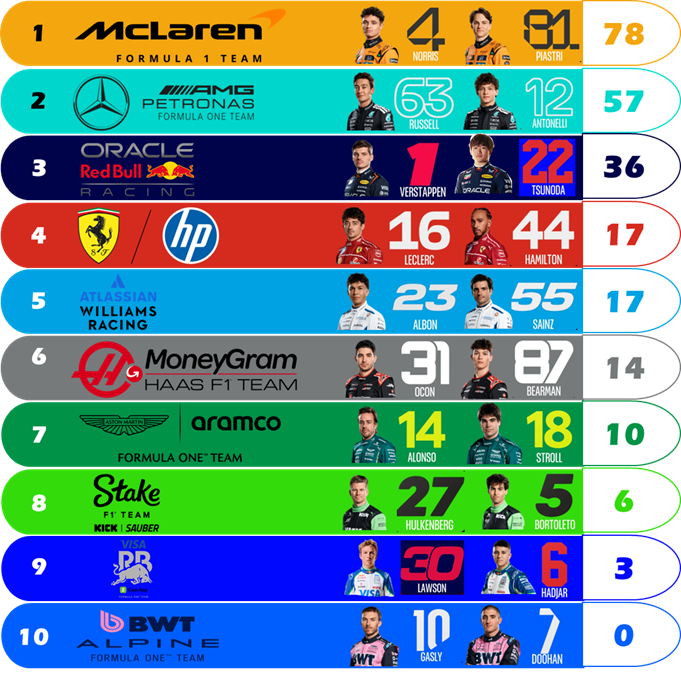 1
McLaren
FORMULA 1 TEAM
4
NORRIS
81
PIASTRI
78
2
AMG
PETRONAS
FORMULA ONE TEAM
63
RUSSELL
12
ANTONELLI
57
3
ORACLE
Red Bull
RACING
1
VERSTAPPEN
ORACLE
22
TSUNODA
36
4
SF
hp
16
LECLERC
44
HAMILTON
17
5
ATLASSIAN
WILLIAMS
RACING
23
ALBON
55
SAINZ
17
6
MoneyGram
HAAS F1 TEAM
31
OCON
87
BEARMAN
14
7
ASTON MARTIN
aramco
FORMULA ONE™ TEAM
14
ALONSO
18
STROLL
10
8
Stake
F1® TEAM
KICK | SAUBER
27
HULKENBERG
5
BORTOLETO
6
9
VISA
RB
VISA
30
LAWSON
6
HADJAR
3
10
BWT
ALPINE
FORMULA ONE™ TEAM
BWT
10
GASLY
BWT
7
DOOHAN
0